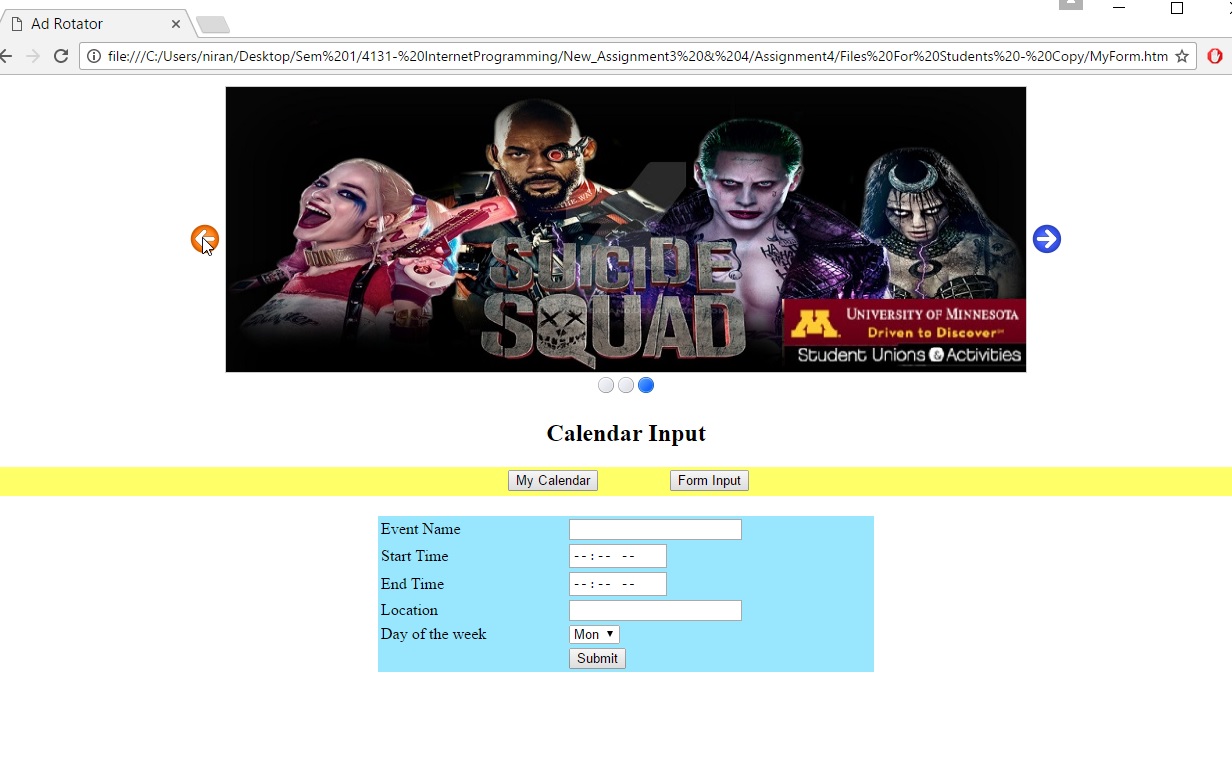 Ad Rotator
file:///C:/Users/niran/Desktop/Sem%201/4131-%20InternetProgramming/New_Assignment3%20&%204/Assignment4/Files%20For%20Students%20-%20Copy/MyForm.htm
SUICIDE
SQUAD
UNIVERSITY OF MINNESOTA
Driven to Discover
Student Unions & Activities
Calendar Input
My Calendar Form Input
Event Name
Start Time --:-- --
End Time --:-- --
Location
Day of the week Mon
Submit